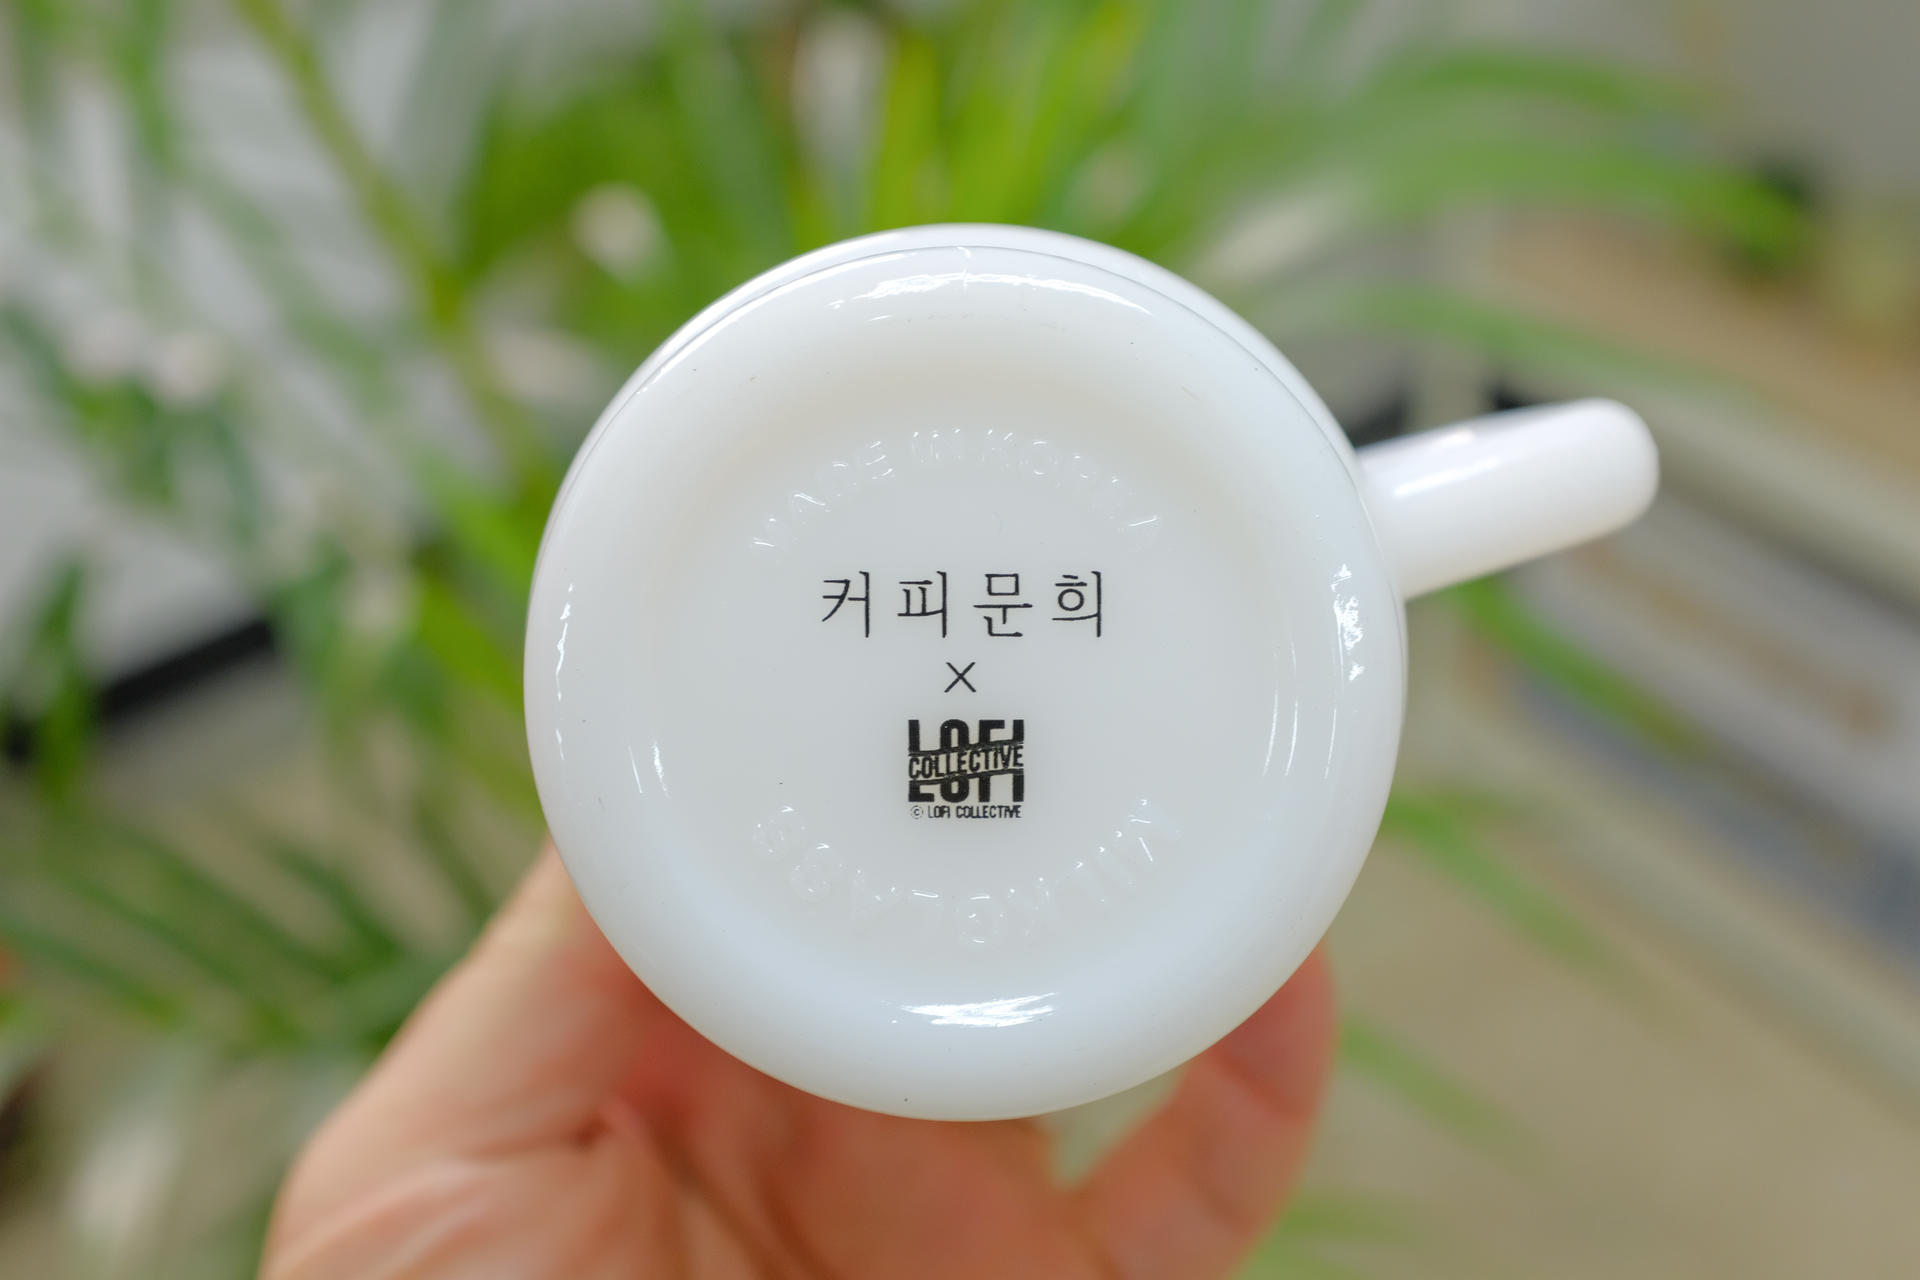 MADE IN KOREA
커피문희
×
LOFI
COLLECTIVE
LOFI
© LOFI COLLECTIVE
MILKGLASS